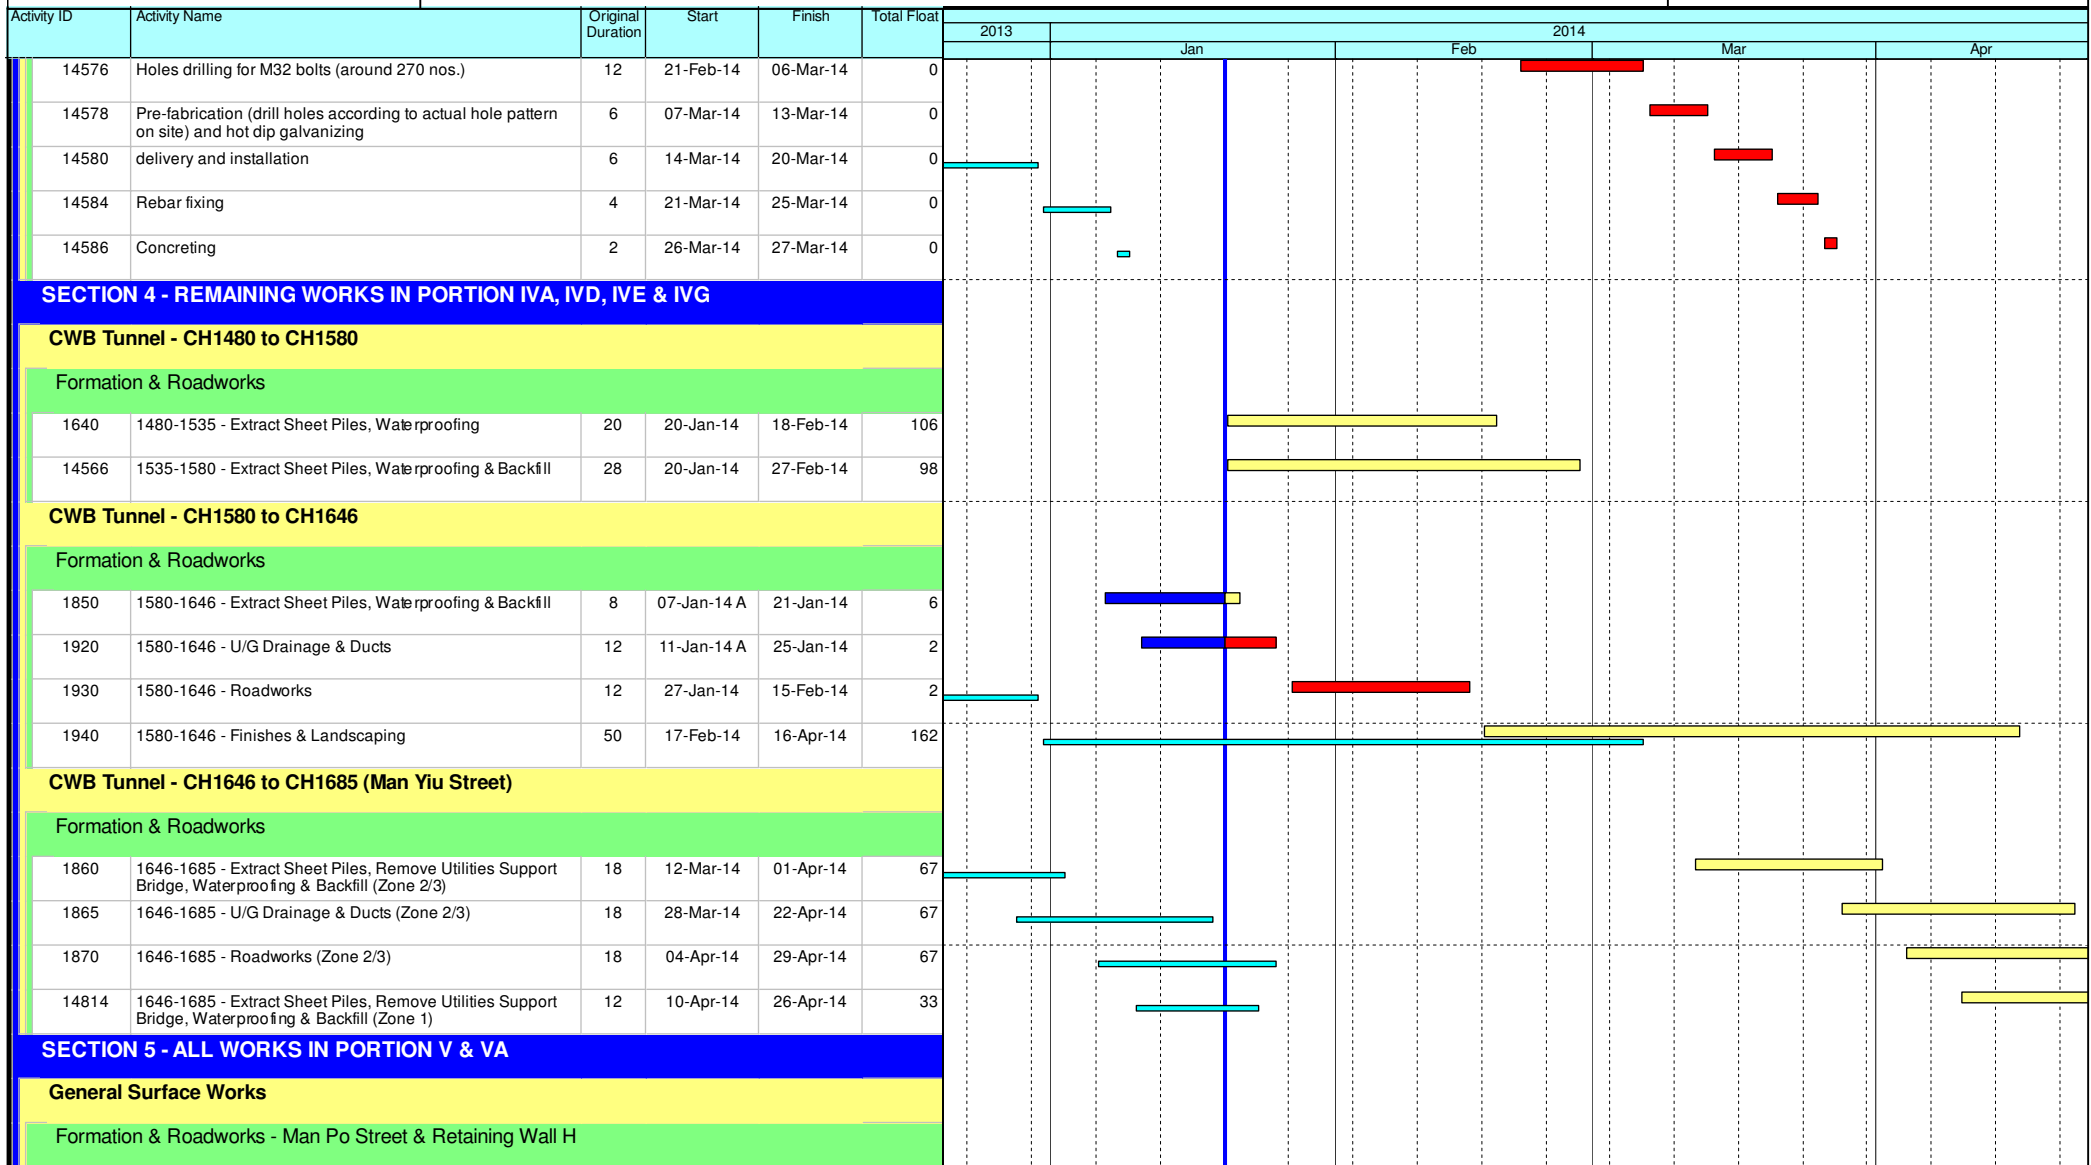 Activity ID Activity Name Original Duration Start Finish Total Float
2013 2014
Jan Feb Mar Apr
14576 Holes drilling for M32 bolts (around 270 nos.) 12 21-Feb-14 06-Mar-14 0
14578 Pre-fabrication (drill holes according to actual hole pattern on site) and hot dip galvanizing 6 07-Mar-14 13-Mar-14 0
14580 delivery and installation 6 14-Mar-14 20-Mar-14 0
14584 Rebar fixing 4 21-Mar-14 25-Mar-14 0
14586 Concreting 2 26-Mar-14 27-Mar-14 0
SECTION 4 - REMAINING WORKS IN PORTION IVA, IVD, IVE & IVG
CWB Tunnel - CH1480 to CH1580
Formation & Roadworks
1640 1480-1535 - Extract Sheet Piles, Waterproofing 20 20-Jan-14 18-Feb-14 106
14566 1535-1580 - Extract Sheet Piles, Waterproofing & Backfill 28 20-Jan-14 27-Feb-14 98
CWB Tunnel - CH1580 to CH1646
Formation & Roadworks
1850 1580-1646 - Extract Sheet Piles, Waterproofing & Backfill 8 07-Jan-14 A 21-Jan-14 6
1920 1580-1646 - U/G Drainage & Ducts 12 11-Jan-14 A 25-Jan-14 2
1930 1580-1646 - Roadworks 12 27-Jan-14 15-Feb-14 2
1940 1580-1646 - Finishes & Landscaping 50 17-Feb-14 16-Apr-14 162
CWB Tunnel - CH1646 to CH1685 (Man Yiu Street)
Formation & Roadworks
1860 1646-1685 - Extract Sheet Piles, Remove Utilities Support Bridge, Waterproofing & Backfill (Zone 2/3) 18 12-Mar-14 01-Apr-14 67
1865 1646-1685 - U/G Drainage & Ducts (Zone 2/3) 18 28-Mar-14 22-Apr-14 67
1870 1646-1685 - Roadworks (Zone 2/3) 18 04-Apr-14 29-Apr-14 67
14814 1646-1685 - Extract Sheet Piles, Remove Utilities Support Bridge, Waterproofing & Backfill (Zone 1) 12 10-Apr-14 26-Apr-14 33
SECTION 5 - ALL WORKS IN PORTION V & VA
General Surface Works
Formation & Roadworks - Man Po Street & Retaining Wall H